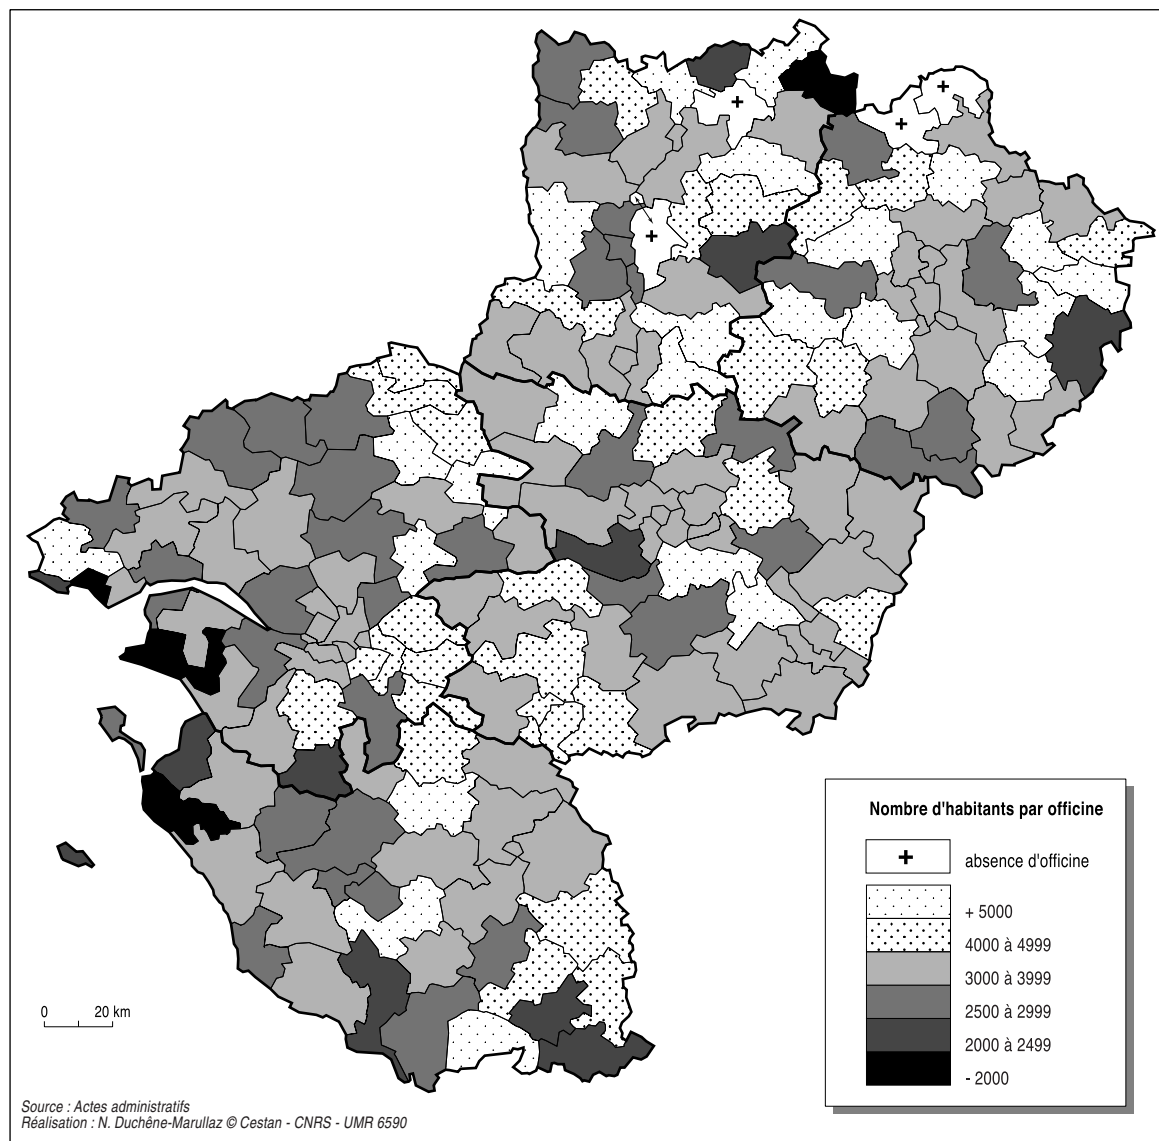 Nombre d'habitants par officine
+ absence d'officine
+ 5000
4000 à 4999
3000 à 3999
2500 à 2999
2000 à 2499
- 2000
0 20 km
Source : Actes administratifs
Réalisation : N. Duchêne-Marullaz © Cestan - CNRS - UMR 6590